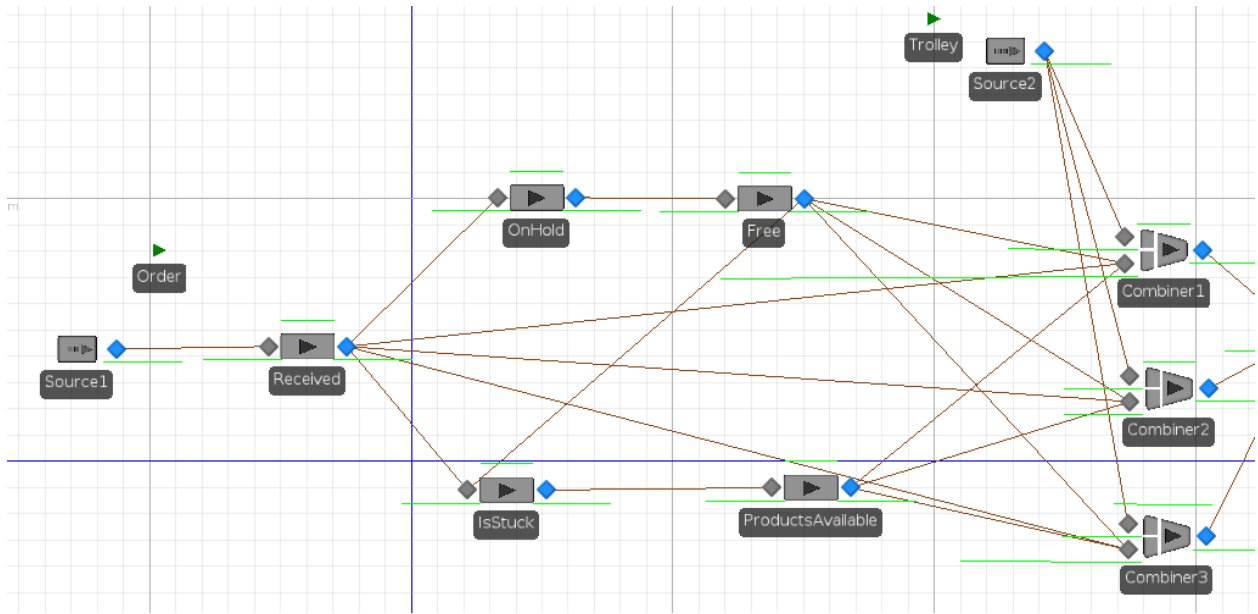 Trolley
Source2
m
OnHold
Free
Order
Combiner1
Source1
Received
Combiner2
IsStuck
ProductsAvailable
Combiner3